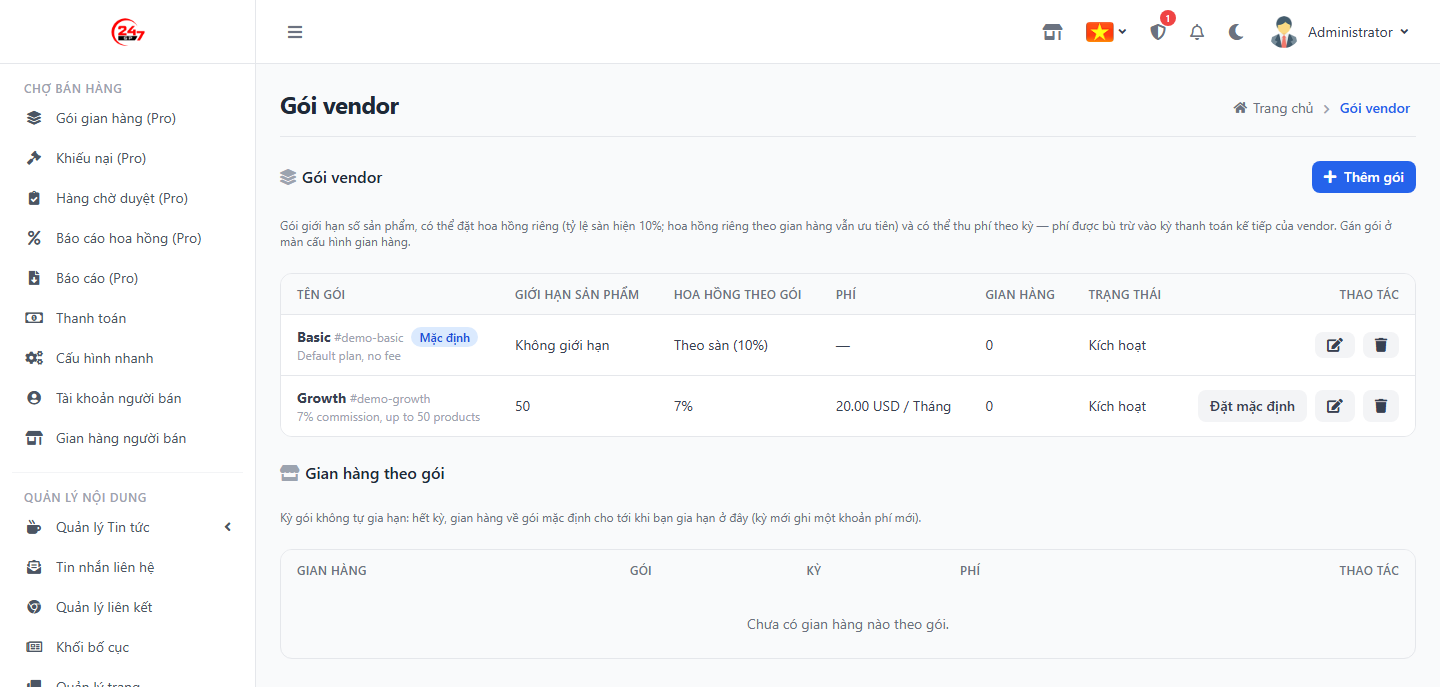 247
GP
1
Administrator
CHỢ BÁN HÀNG
Gói gian hàng (Pro)
Khiếu nại (Pro)
Hàng chờ duyệt (Pro)
Báo cáo hoa hồng (Pro)
Báo cáo (Pro)
Thanh toán
Cấu hình nhanh
Tài khoản người bán
Gian hàng người bán
QUẢN LÝ NỘI DUNG
Quản lý Tin tức
Tin nhắn liên hệ
Quản lý liên kết
Khối bố cục
Quản lý trang
Gói vendor
Trang chủ Gói vendor
Gói vendor
Thêm gói
Gói giới hạn số sản phẩm, có thể đặt hoa hồng riêng (tỷ lệ sàn hiện 10%; hoa hồng riêng theo gian hàng vẫn ưu tiên) và có thể thu phí theo kỳ — phí được bù trừ vào kỳ thanh toán kế tiếp của vendor. Gán gói ở
màn cấu hình gian hàng.
TÊN GÓI GIỚI HẠN SẢN PHẨM HOA HỒNG THEO GÓI PHÍ GIAN HÀNG TRẠNG THÁI THAO TÁC
Basic #demo-basic Mặc định
Default plan, no fee
Không giới hạn Theo sàn (10%) — 0 Kích hoạt
Growth #demo-growth
7% commission, up to 50 products
50 7% 20.00 USD / Tháng 0 Kích hoạt Đặt mặc định
Gian hàng theo gói
Kỳ gói không tự gia hạn: hết kỳ, gian hàng về gói mặc định cho tới khi bạn gia hạn ở đây (kỳ mới ghi một khoản phí mới).
GIAN HÀNG GÓI KỲ PHÍ THAO TÁC
Chưa có gian hàng nào theo gói.